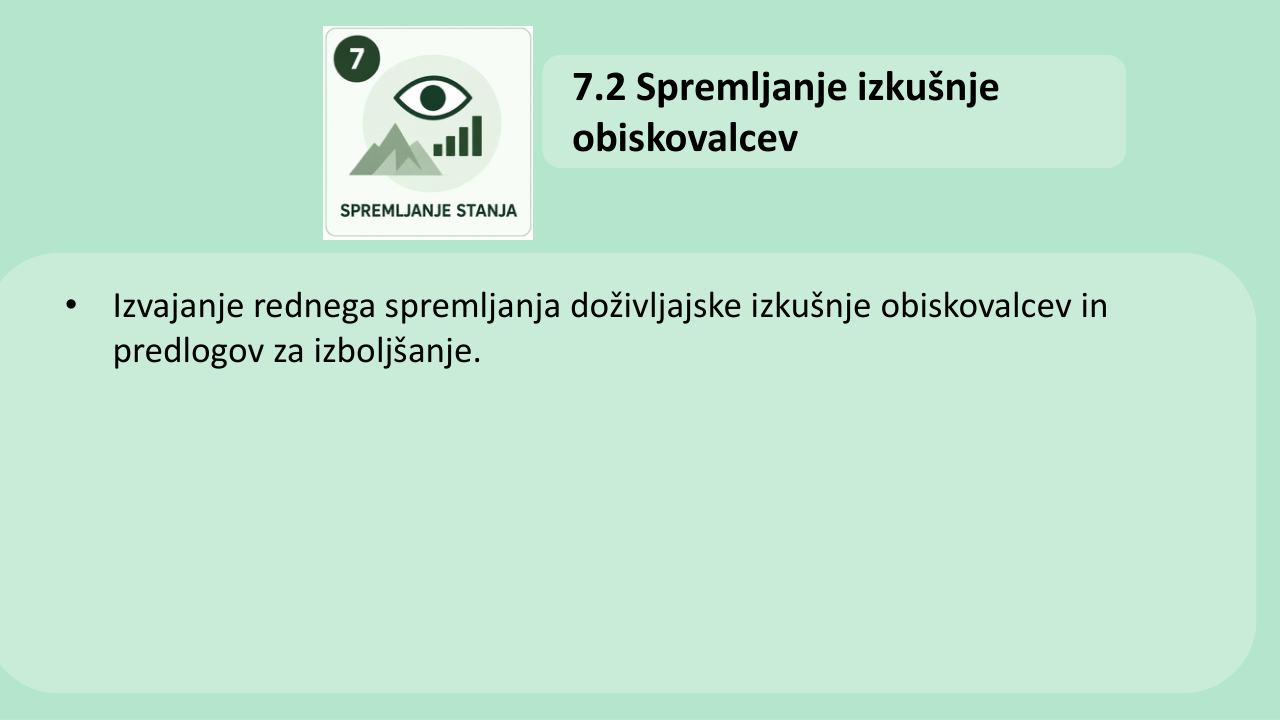 7
SPREMLJANJE STANJA
7.2 Spremljanje izkušnje
obiskovalcev
• Izvajanje rednega spremljanja doživljajske izkušnje obiskovalcev in
predlogov za izboljšanje.